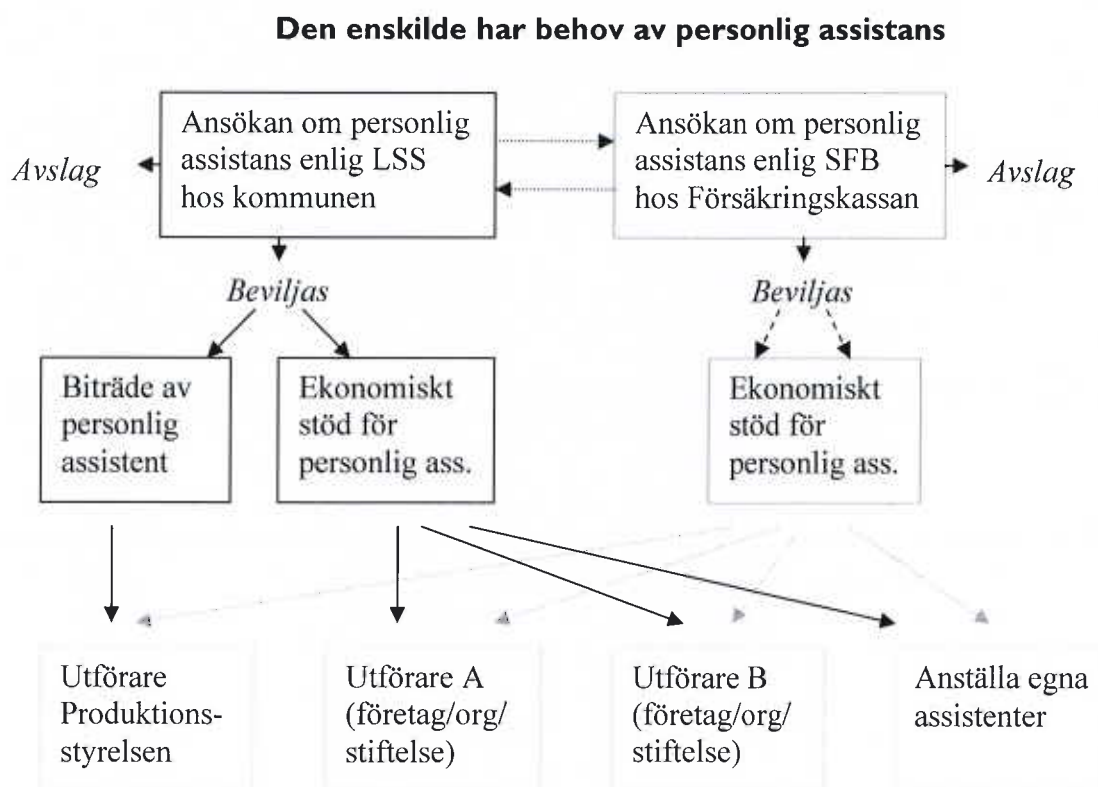 Den enskilde har behov av personlig assistans
Ansökan om personlig
assistans enlig LSS
hos kommunen
Ansökan om personlig
assistans enlig SFB
hos Försäkringskassan
Avslag
Avslag
Beviljas
Beviljas
Biträde av
personlig
assistent
Ekonomiskt
stöd för
personlig ass.
Ekonomiskt
stöd för
personlig ass.
Utförare
Produktions-
styrelsen
Utförare A
(företag/org/
stiftelse)
Utförare B
(företag/org/
stiftelse)
Anställa egna
assistenter